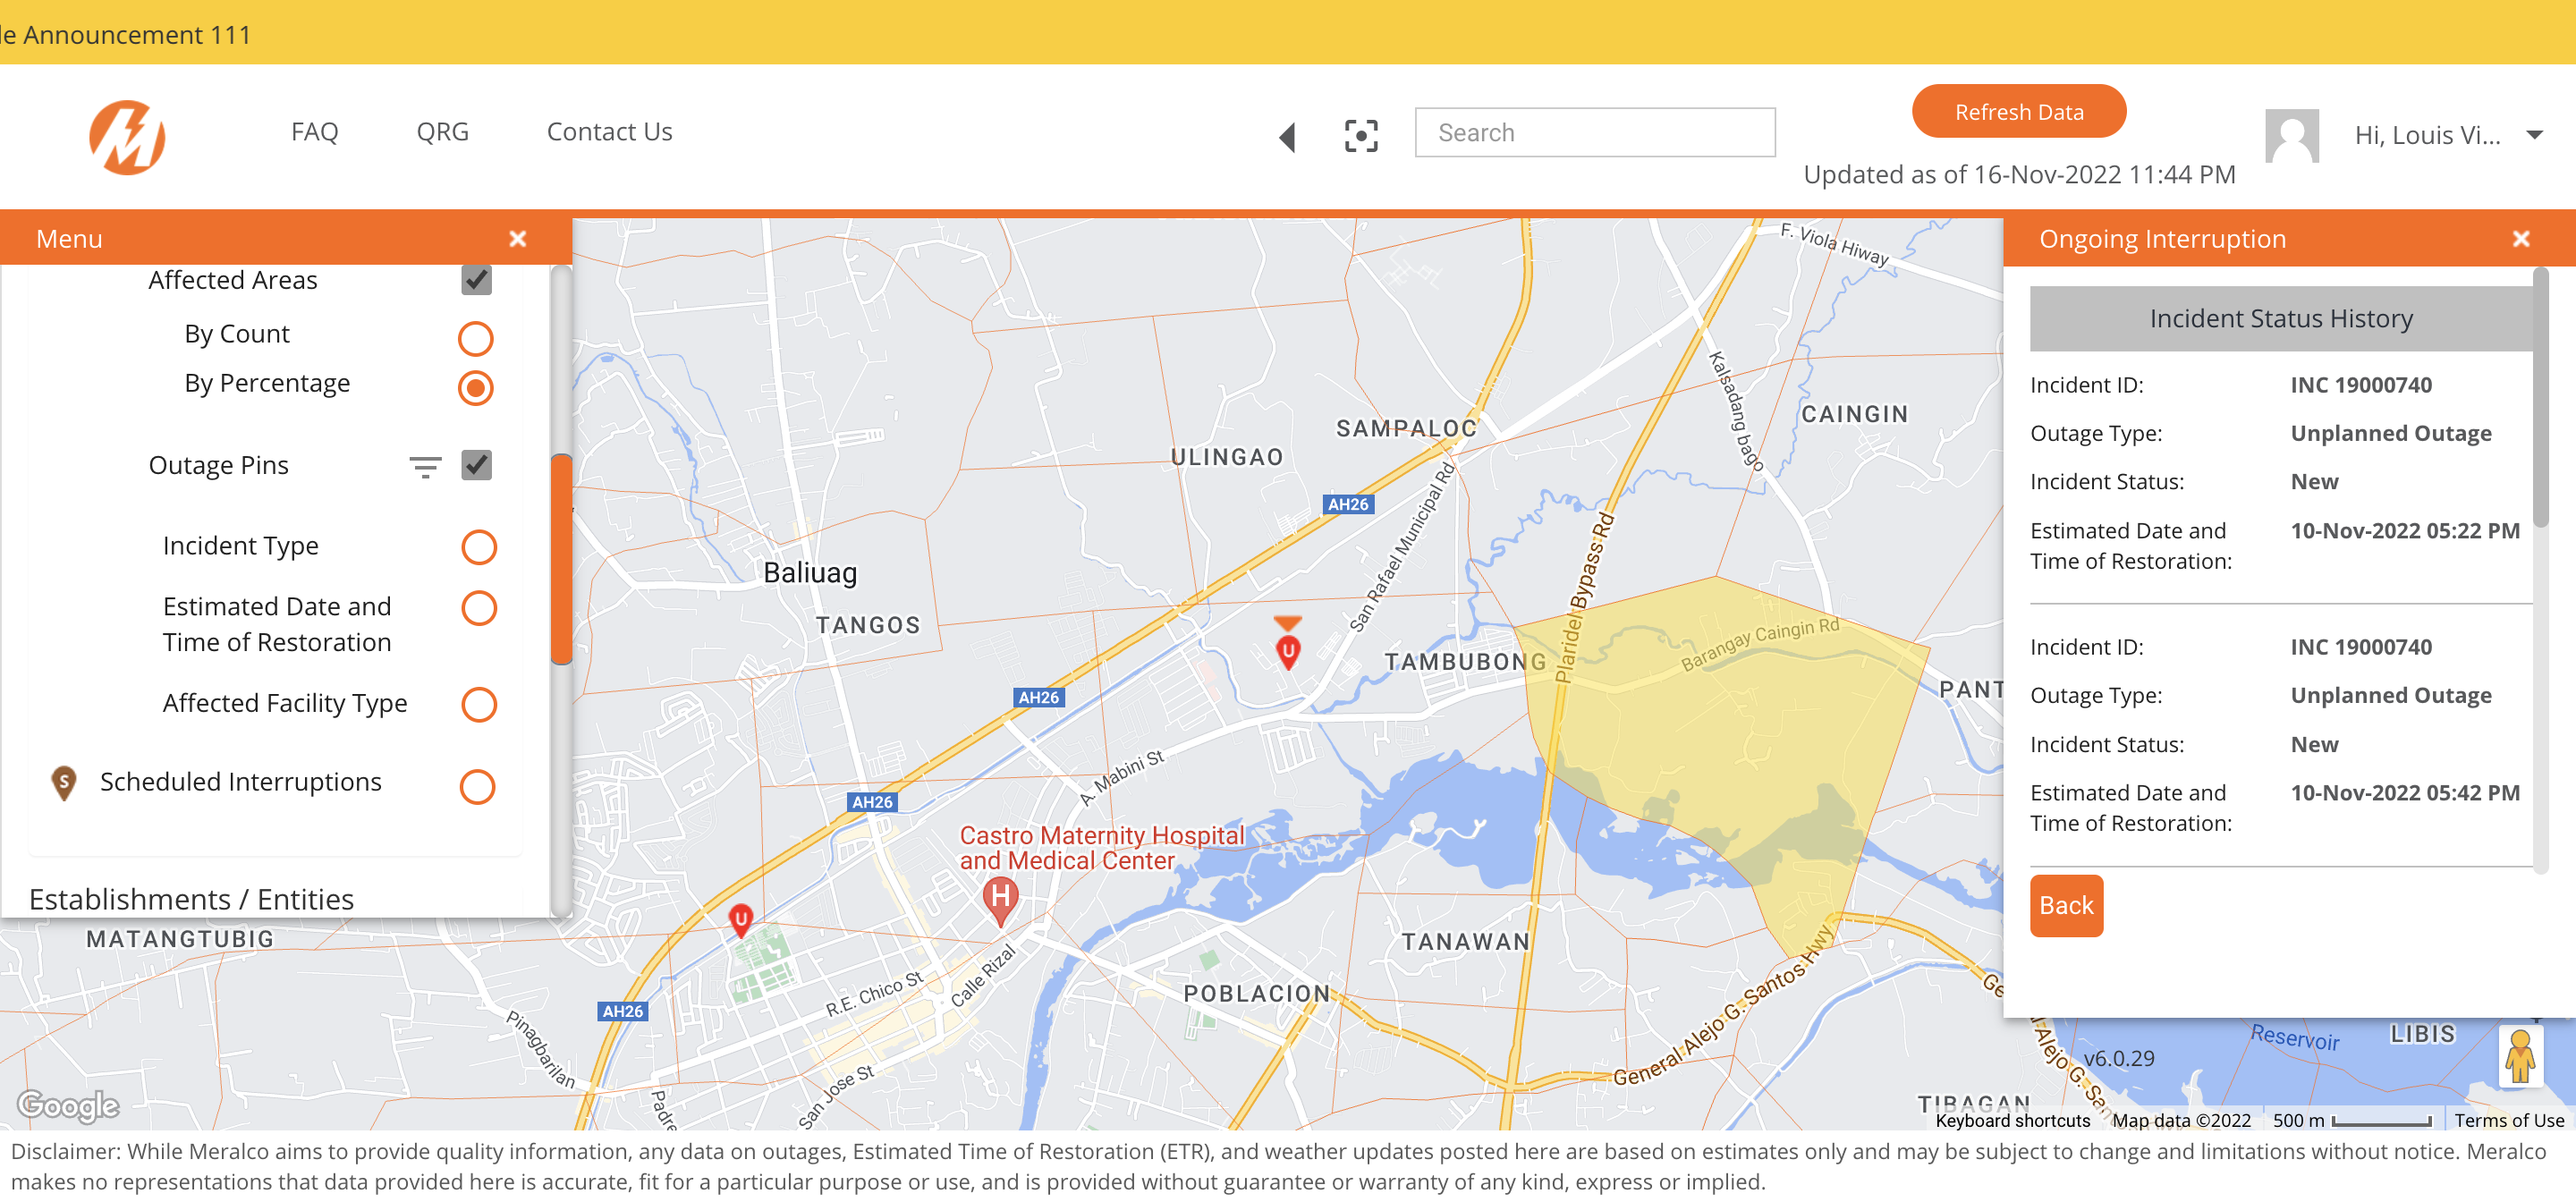 Announcement 111
FAQ
QRG
Contact Us
Search
Refresh Data
Updated as of 16-Nov-2022 11:44 PM
Hi, Louis Vi...
Menu
Affected Areas
By Count
By Percentage
Outage Pins
Incident Type
Estimated Date and
Time of Restoration
Affected Facility Type
S
Scheduled Interruptions
Establishments / Entities
F. Viola Hiway
Kalsadang bago
CAINGIN
SAMPALOC
ULINGAO
AH26
San Rafael Municipal Rd
Plaridel Bypass Rd
Baliuag
TANGOS
U
TAMBUBONG
Barangay Caingin Rd
PANT
AH26
A. Mabini St
AH26
Castro Maternity Hospital
and Medical Center
H
U
MATANGTUBIG
TANAWAN
R.E. Chico St
Calle Rizal
POBLACION
AH26
General Alejo G. Santos Hwy
Ge
Pinagbarilan
San Jose St
Padre
Alejo G. San
Reservoir
LIBIS
v6.0.29
TIBAGAN
Google
Keyboard shortcuts
Map data ©2022
500 m
Terms of Use
Ongoing Interruption
Incident Status History
Incident ID: INC 19000740
Outage Type: Unplanned Outage
Incident Status: New
Estimated Date and 10-Nov-2022 05:22 PM
Time of Restoration:
Incident ID: INC 19000740
Outage Type: Unplanned Outage
Incident Status: New
Estimated Date and 10-Nov-2022 05:42 PM
Time of Restoration:
Back
Disclaimer: While Meralco aims to provide quality information, any data on outages, Estimated Time of Restoration (ETR), and weather updates posted here are based on estimates only and may be subject to change and limitations without notice. Meralco
makes no representations that data provided here is accurate, fit for a particular purpose or use, and is provided without guarantee or warranty of any kind, express or implied.